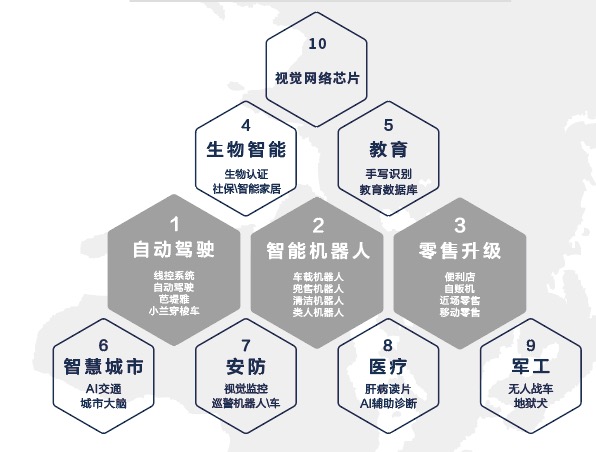 10
视觉网络芯片
4
生物智能
生物认证
社保\智能家居
5
教育
手写识别
教育数据库
1
自动驾驶
线控系统
自动驾驶
芭堤雅
小兰穿梭车
2
智能机器人
车载机器人
兜售机器人
清洁机器人
类人机器人
3
零售升级
便利店
自贩机
近场零售
移动零售
6
智慧城市
AI交通
城市大脑
7
安防
视觉监控
巡警机器人\车
8
医疗
肝病读片
AI辅助诊断
9
军工
无人战车
地狱犬